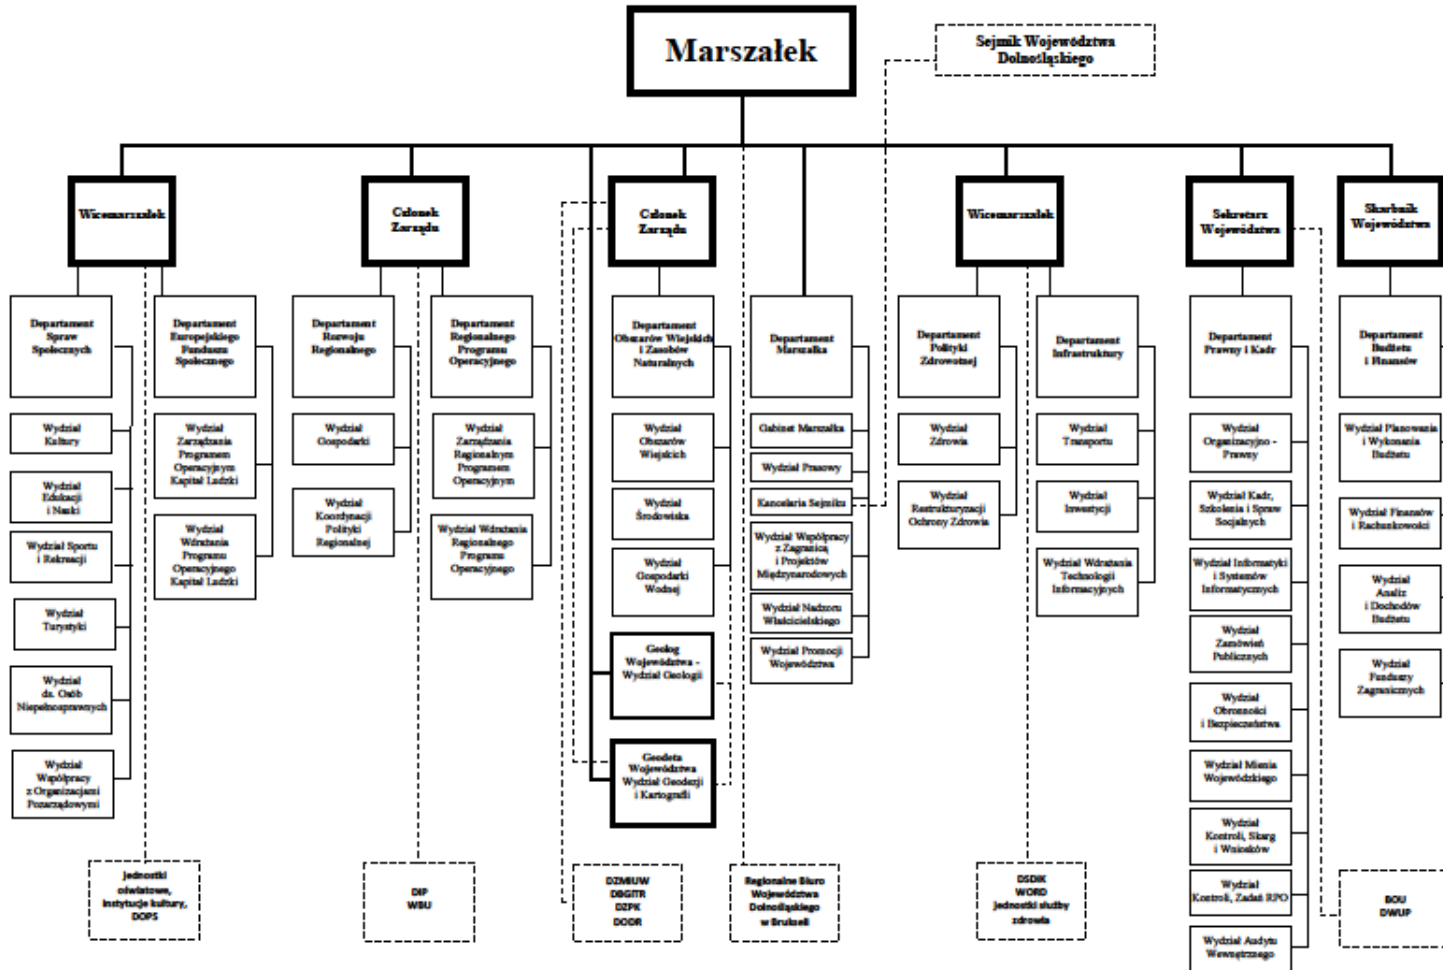 Marszałek
Sejmik Województwa
Dolnośląskiego
Wicemarszałek
Członek
Zarządu
Członek
Zarządu
Wicemarszałek
Sekretarz
Województwa
Skarbnik
Województwa
Departament
Spraw
Społecznych
Departament
Europejskiego
Funduszu
Społecznego
Departament
Rozwoju
Regionalnego
Departament
Regionalnego
Programu
Operacyjnego
Departament
Obszarów Wiejskich
i Zasobów
Naturalnych
Departament
Marszałka
Departament
Polityki
Zdrowotnej
Departament
Infrastruktury
Departament
Prawny i Kadr
Departament
Budżetu
i Finansów
Wydział
Kultury
Wydział
Edukacji
i Nauki
Wydział Sportu
i Rekreacji
Wydział
Turystyki
Wydział
ds. Osób
Niepełnosprawnych
Wydział
Współpracy
z Organizacjami
Pozarządowymi
Wydział
Zarządzania
Programem
Operacyjnym
Kapitał Ludzki
Wydział
Wdrażania
Programu
Operacyjnego
Kapitał Ludzki
Wydział
Gospodarki
Wydział
Koordynacji
Polityki
Regionalnej
Wydział
Zarządzania
Regionalnym
Programem
Operacyjnym
Wydział Wdrażania
Regionalnego
Programu
Operacyjnego
Wydział
Obszarów
Wiejskich
Wydział
Środowiska
Wydział
Gospodarki
Wodnej
Geolog
Województwa -
Wydział Geologii
Geodeta
Województwa
Wydział Geodezji
i Kartografii
Gabinet Marszałka
Wydział Prasowy
Kancelaria Sejmiku
Wydział Współpracy
z Zagranicą
i Projektów
Międzynarodowych
Wydział Nadzoru
Właścicielskiego
Wydział Promocji
Województwa
Wydział
Zdrowia
Wydział
Restrukturyzacji
Ochrony Zdrowia
Wydział
Transportu
Wydział
Inwestycji
Wydział Wdrażania
Technologii
Informacyjnych
Wydział
Organizacyjno -
Prawny
Wydział Kadr,
Szkolenia i Spraw
Socjalnych
Wydział Informatyki
i Systemów
Informatycznych
Wydział
Zamówień
Publicznych
Wydział
Obronności
i Bezpieczeństwa
Wydział Mienia
Wojewódzkiego
Wydział
Kontroli, Skarg
i Wniosków
Wydział
Kontroli, Zadań RPO
Wydział Audytu
Wewnętrznego
Wydział Planowania
i Wykonania
Budżetu
Wydział Finansów
i Rachunkowości
Wydział
Analiz
i Dochodów
Budżetu
Wydział
Funduszy
Zagranicznych
Jednostki
oświatowe,
instytucje kultury,
DOPS
DIP
WBU
DZMIUW
DBGITR
DZPK
DODR
Regionalne Biuro
Województwa
Dolnośląskiego
w Brukseli
DSDIK
WORD
Jednostki służby
zdrowia
BOU
DWUP